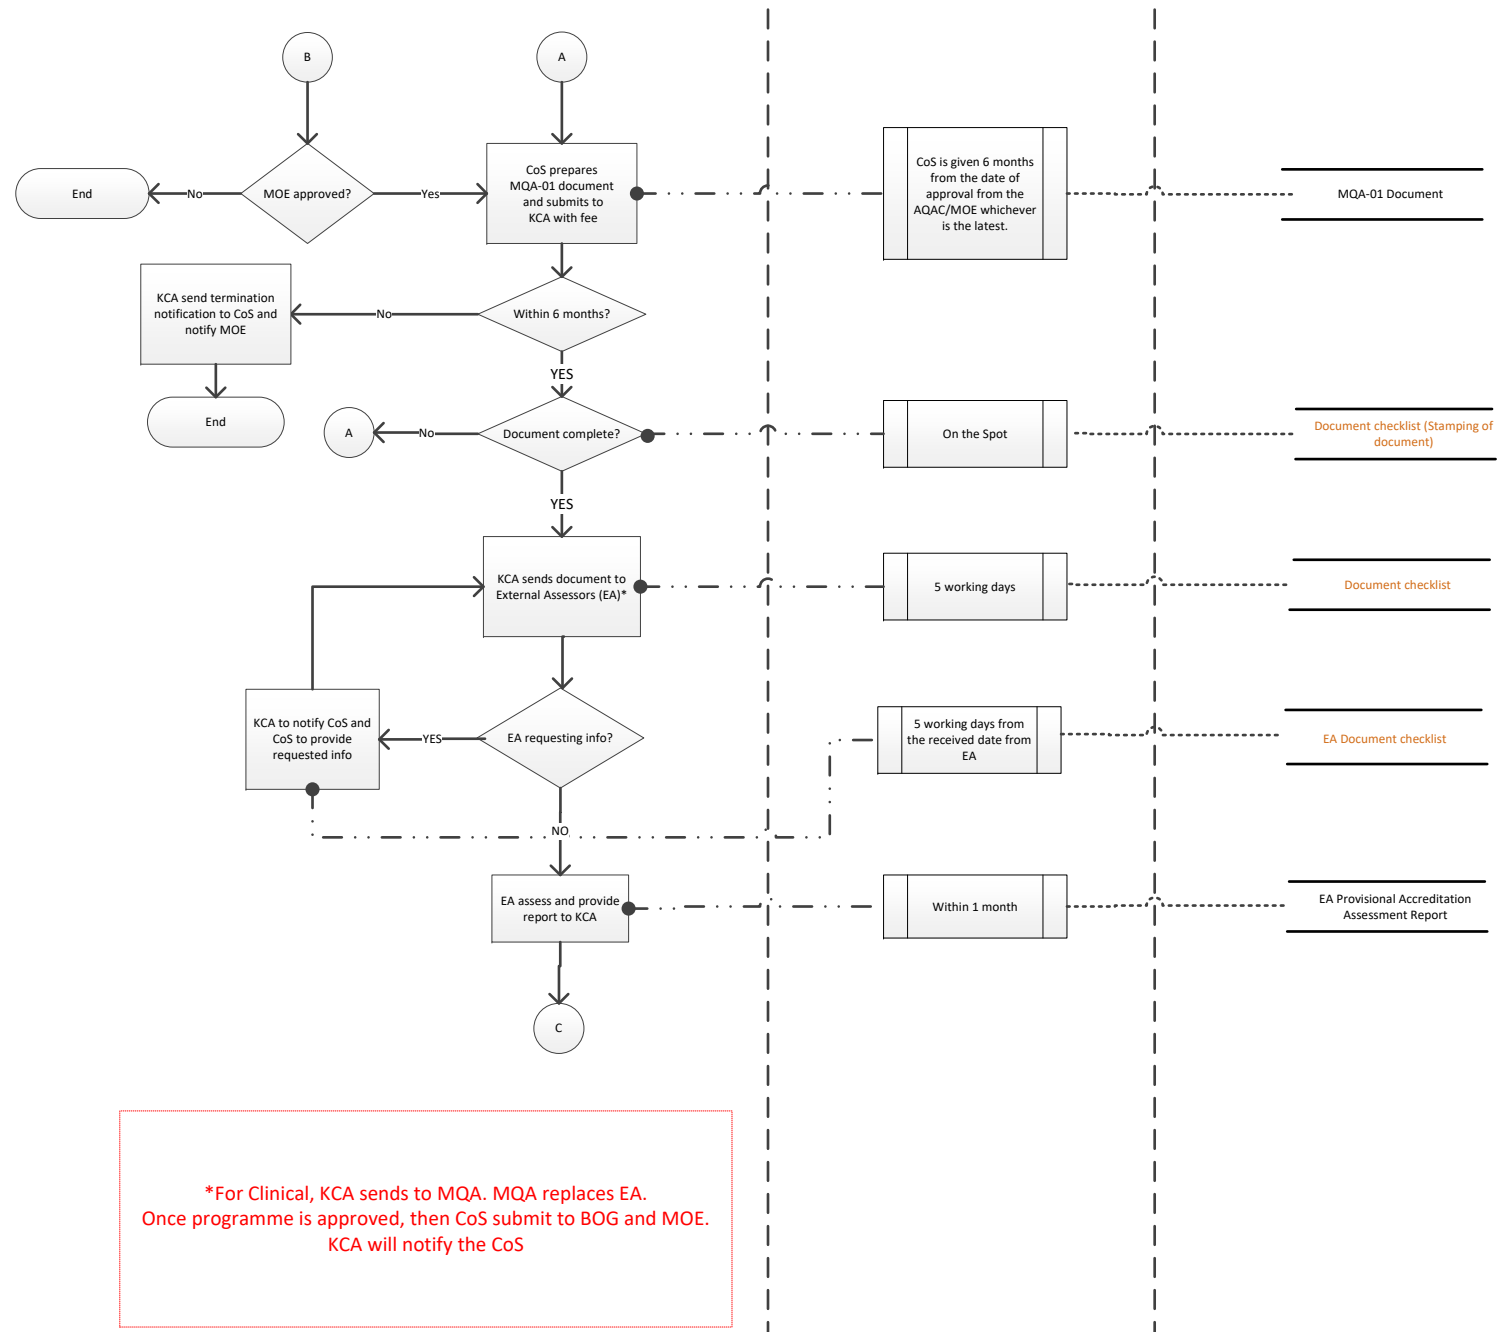 B
A
End
No
MOE approved?
Yes
CoS prepares
MQA-01 document
and submits to
KCA with fee
CoS is given 6 months
from the date of
approval from the
AQAC/MOE whichever
is the latest.
MQA-01 Document
KCA send termination
notification to CoS and
notify MOE
No
Within 6 months?
YES
End
A
No
Document complete?
On the Spot
Document checklist (Stamping of
document)
YES
KCA sends document to
External Assessors (EA)*
5 working days
Document checklist
KCA to notify CoS and
CoS to provide
requested info
YES
EA requesting info?
5 working days from
the received date from
EA
EA Document checklist
NO
EA assess and provide
report to KCA
Within 1 month
EA Provisional Accreditation
Assessment Report
C
*For Clinical, KCA sends to MQA. MQA replaces EA.
Once programme is approved, then CoS submit to BOG and MOE.
KCA will notify the CoS